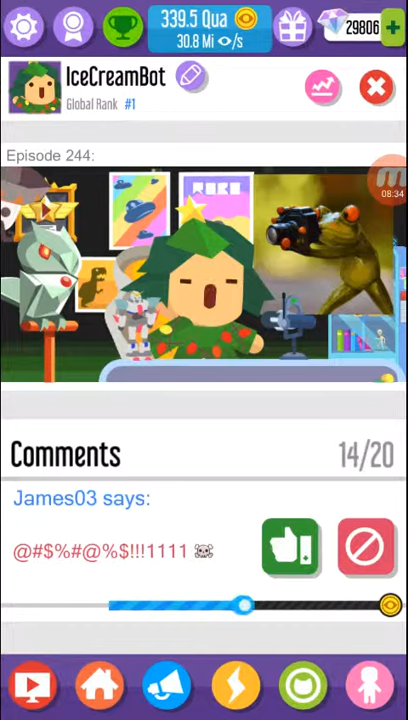 339.5 Qua
30.8 Mi /s
29806
IceCreamBot
Global Rank #1
Episode 244:
08:34
Comments
14/20
James03 says:
@#$%#@%$!!!1111 ☠